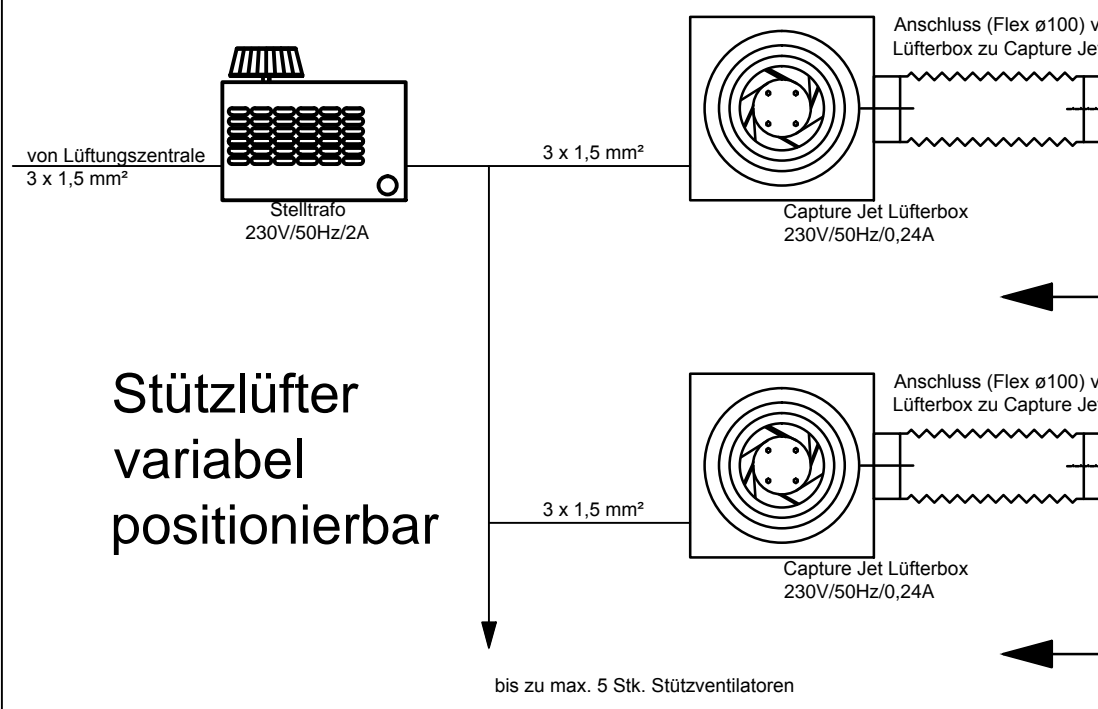 Anschluss (Flex ø100)
Lüfterbox zu Capture
von Lüftungszentrale
3 x 1,5 mm²
3 x 1,5 mm²
Stelltrafo
230V/50Hz/2A
Capture Jet Lüfterbox
230V/50Hz/0,24A
Anschluss (Flex ø100)
Lüfterbox zu Capture
Stützlüfter
variabel
positionierbar
3 x 1,5 mm²
Capture Jet Lüfterbox
230V/50Hz/0,24A
bis zu max. 5 Stk. Stützventilatoren